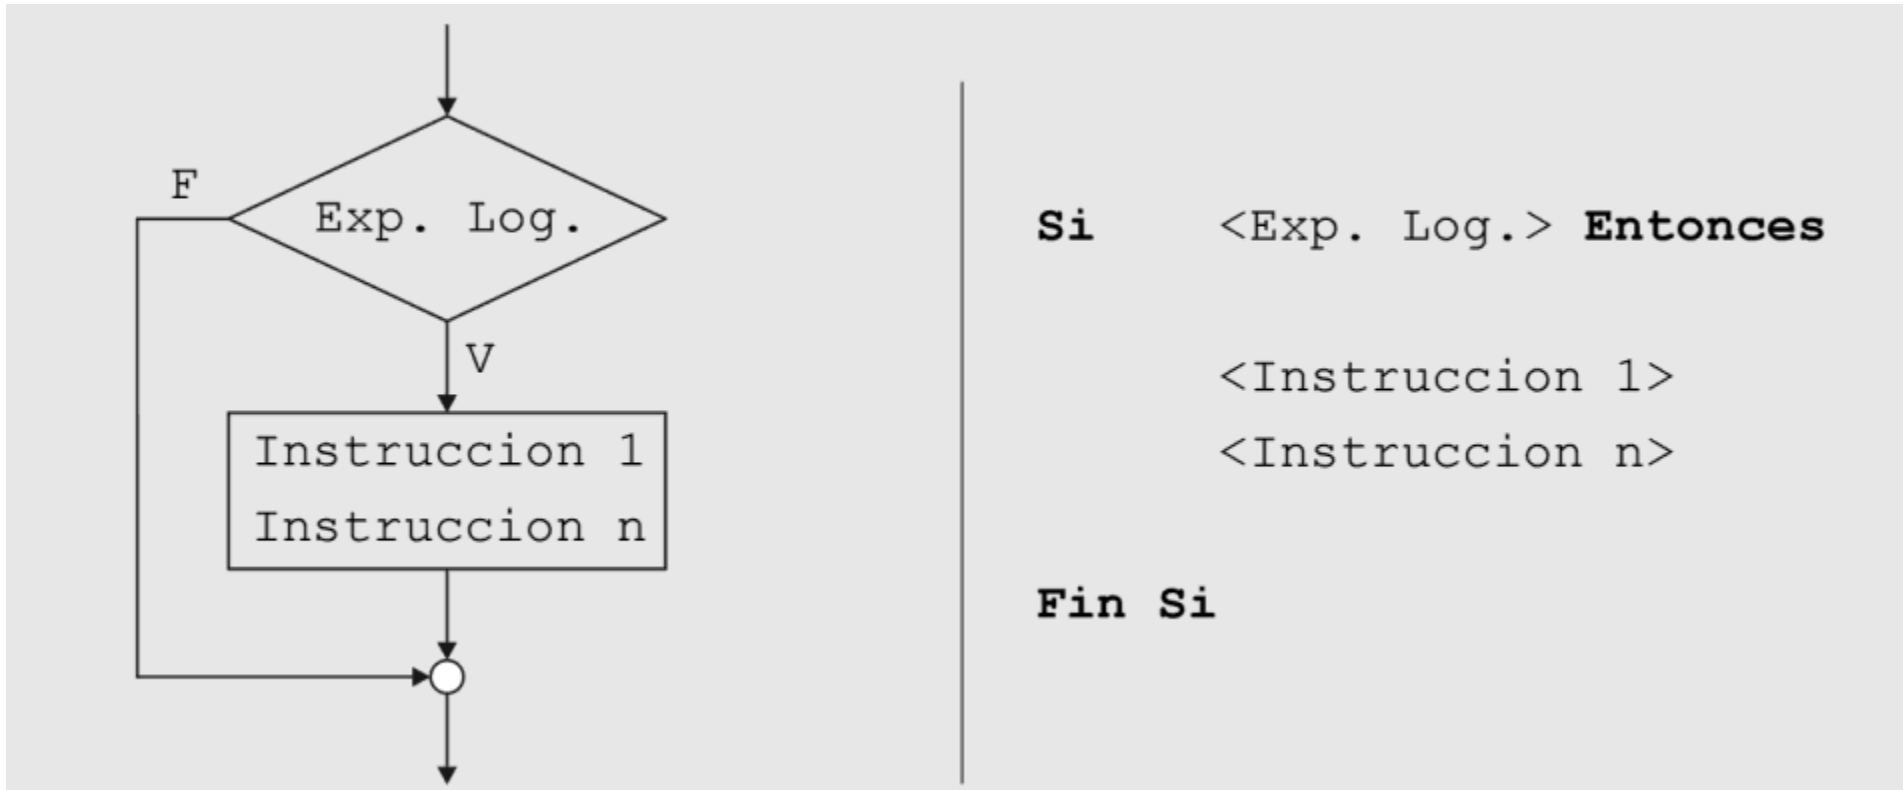 F
Exp. Log.
V
Instruccion 1
Instruccion n
Si <Exp. Log.> Entonces
<Instruccion 1>
<Instruccion n>
Fin Si